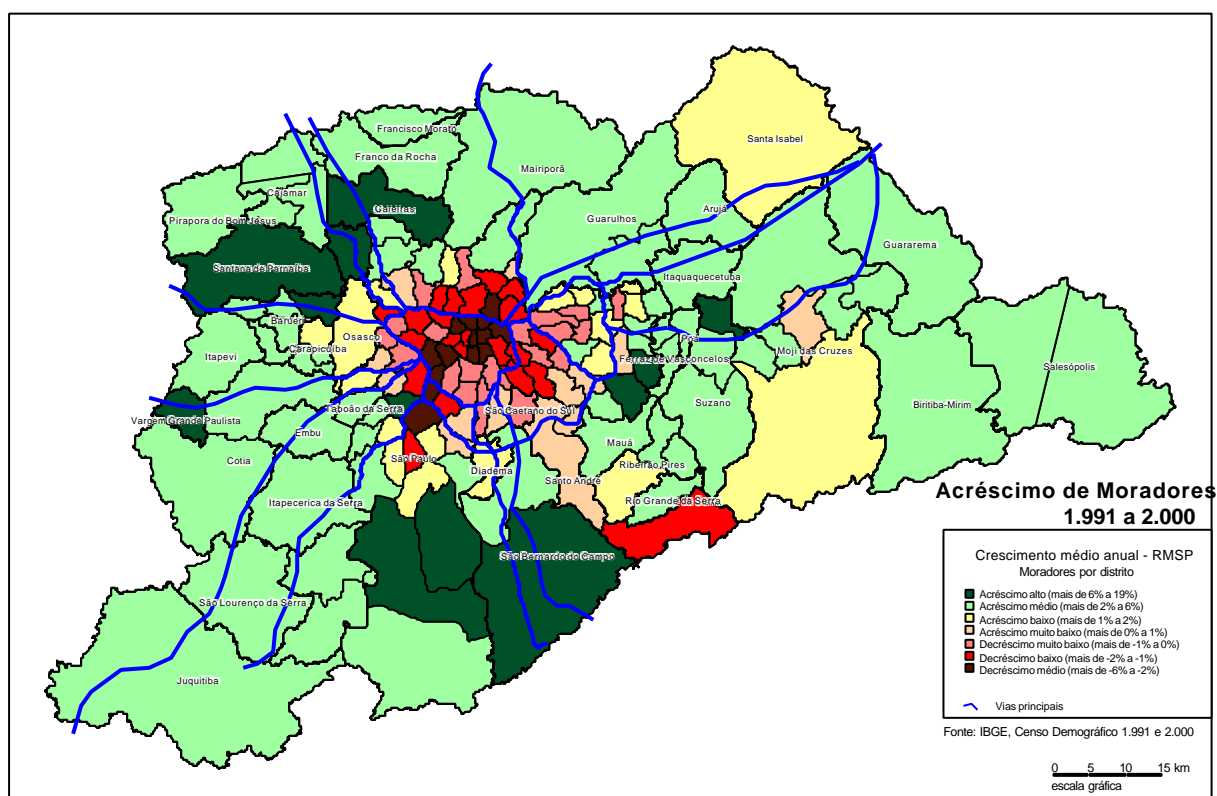 Francisco Morato
Santa Isabel
Franco da Rocha
Mairiporã
Cajamar
Caieiras
Arujá
Guarulhos
Pirapora do Bom Jesus
Guararema
Santana de Parnaíba
Itaquaquecetuba
Barueri
Osasco
Poá
Carapicuíba
Itapevi
Ferraz de Vasconcelos
Moji das Cruzes
Salesópolis
Suzano
Biritiba-Mirim
Taboão da Serra
São Caetano do Sul
Vargem Grande Paulista
Embu
Mauá
São Paulo
Cotia
Ribeirão Pires
Diadema
Santo André
Itapecerica da Serra
Rio Grande da Serra
São Bernardo do Campo
São Lourenço da Serra
Juquitiba
Acréscimo de Moradores
1.991 a 2.000
Crescimento médio anual - RMSP
Moradores por distrito
Acréscimo alto (mais de 6% a 19%)
Acréscimo médio (mais de 2% a 6%)
Acréscimo baixo (mais de 1% a 2%)
Acréscimo muito baixo (mais de 0% a 1%)
Decréscimo muito baixo (mais de -1% a 0%)
Decréscimo baixo (mais de -2% a -1%)
Decréscimo médio (mais de -6% a -2%)
Vias principais
Fonte: IBGE, Censo Demográfico 1.991 e 2.000
0 5 10 15 km
escala gráfica